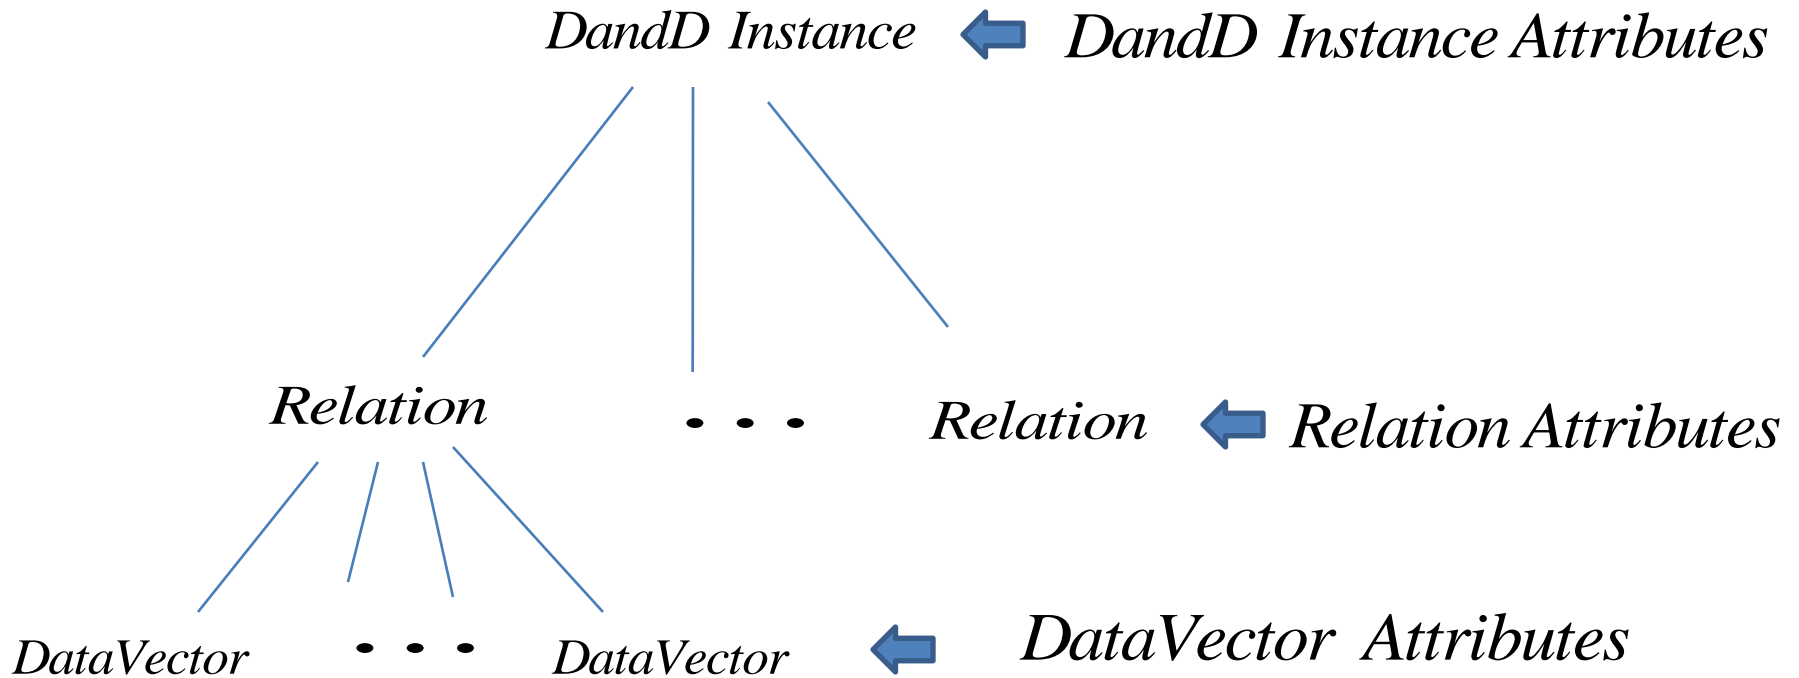 DandD Instance DandD Instance Attributes
Relation . . . Relation Relation Attributes
DataVector . . . DataVector DataVector Attributes